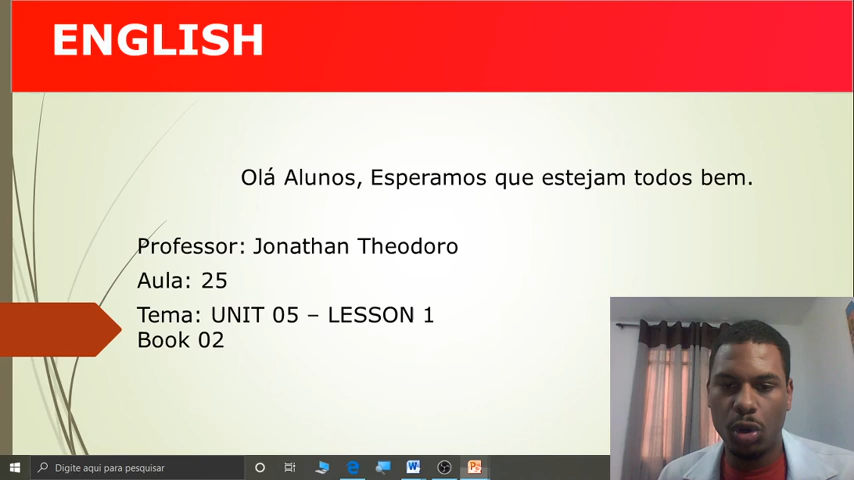 ENGLISH
Olá Alunos, Esperamos que estejam todos bem.
Professor: Jonathan Theodoro
Aula: 25
Tema: UNIT 05 – LESSON 1
Book 02
Digite aqui para pesquisar